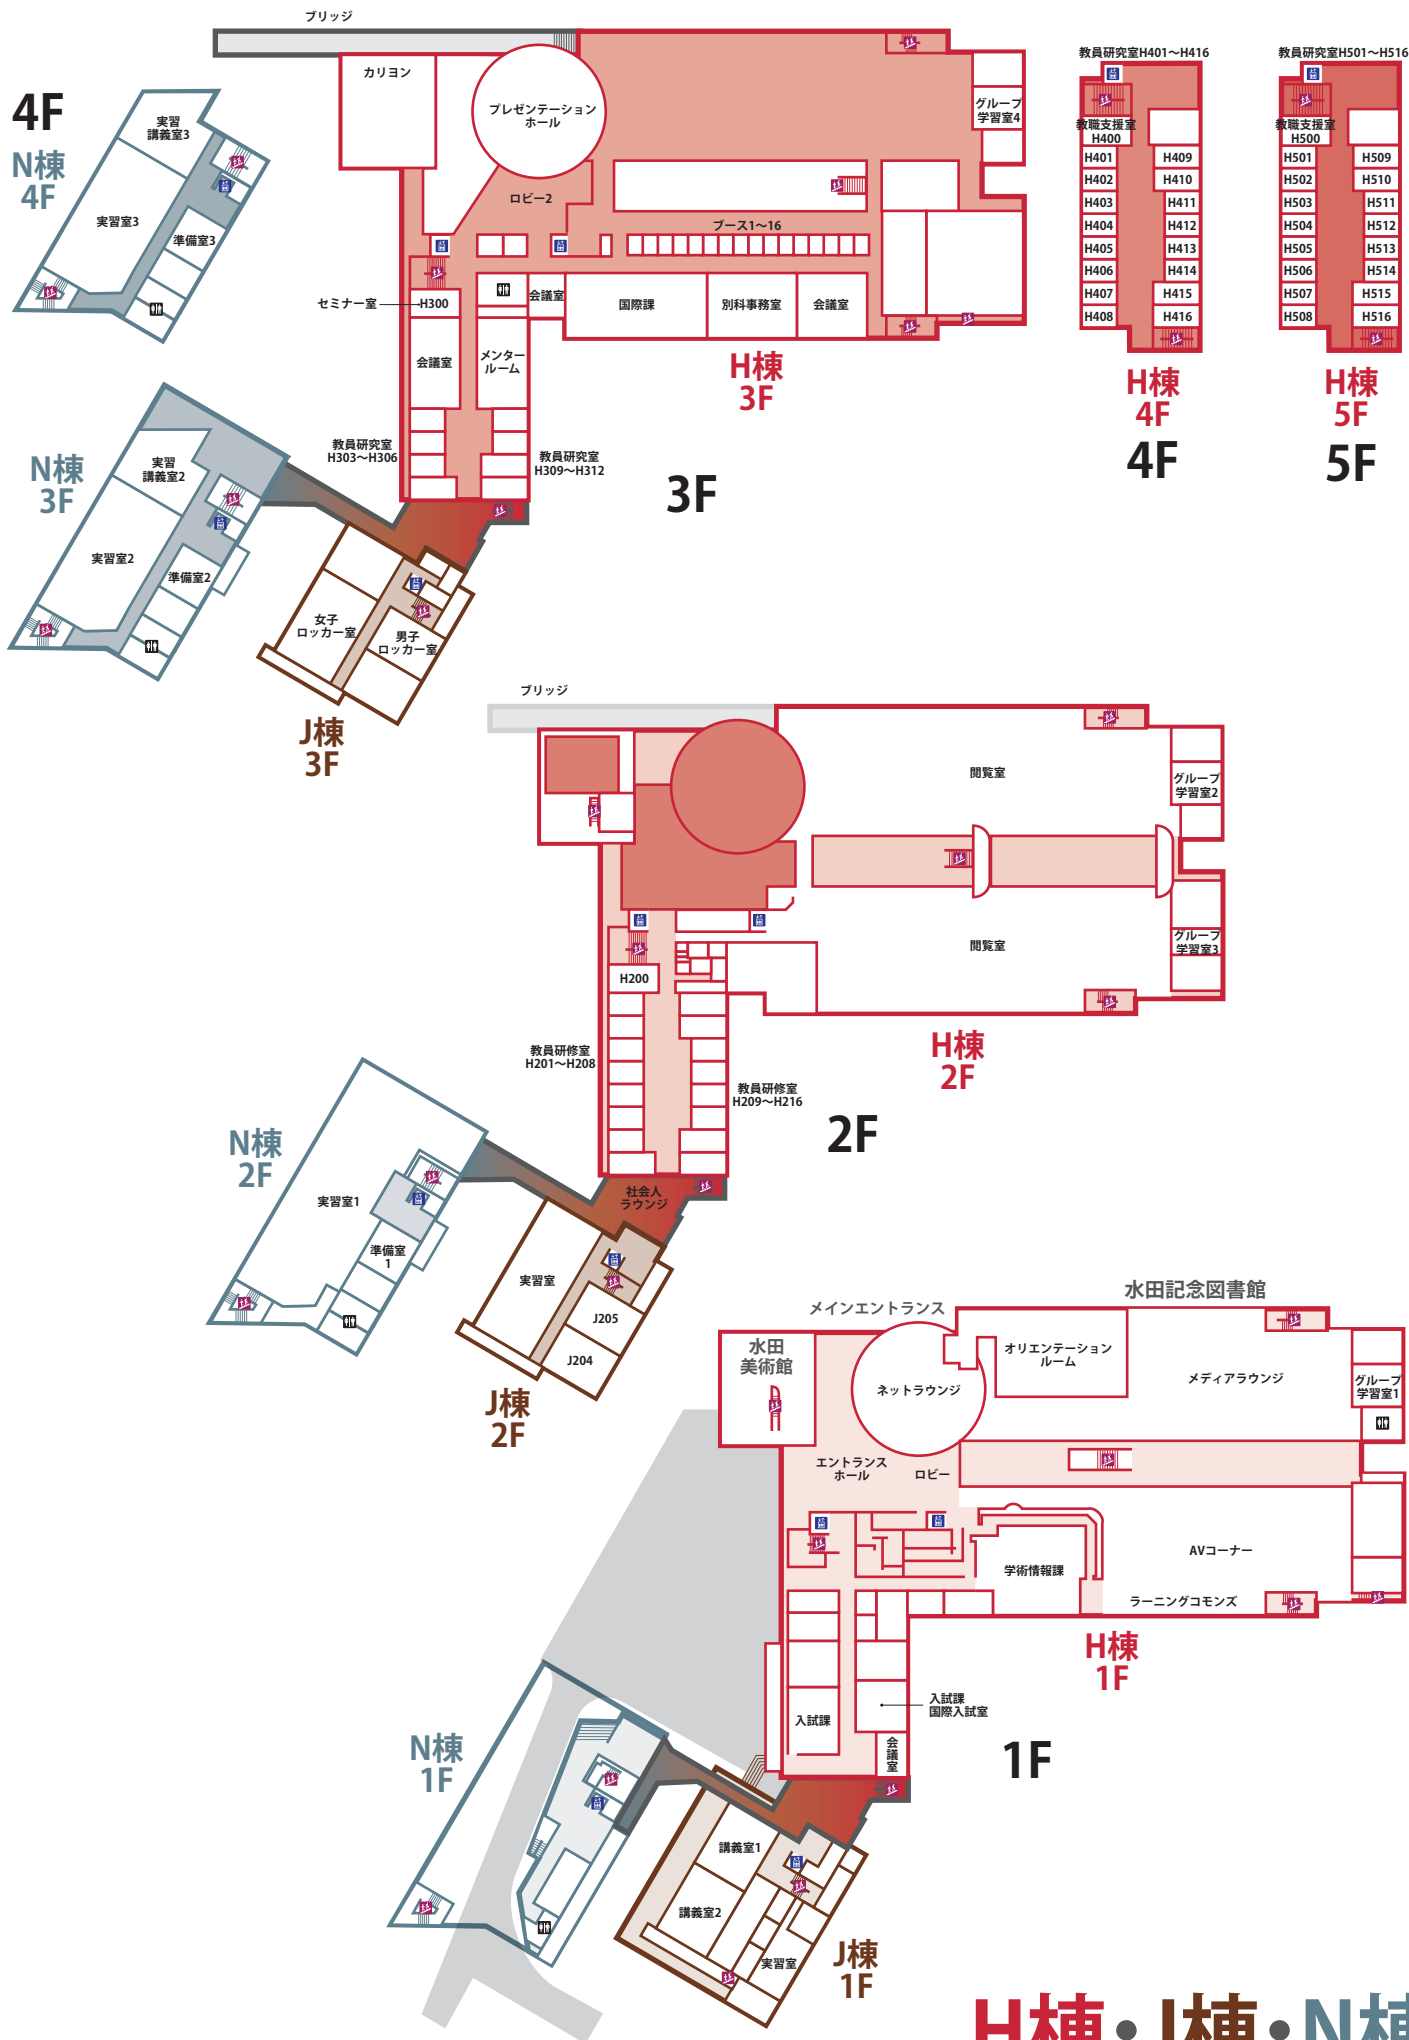 ブリッジ
カリヨン
プレゼンテーション
ホール
グループ
学習室4
ロビー2
ブース1〜16
セミナー室
H300
会議室
国際課
別科事務室
会議室
会議室
メンター
ルーム
教員研究室
H303〜H306
教員研究室
H309〜H312
H棟
3F
3F
教員研究室H401〜H416
教職支援室
H400
H401
H409
H402
H410
H403
H411
H404
H412
H405
H413
H406
H414
H407
H415
H408
H416
H棟
4F
4F
教員研究室H501〜H516
教職支援室
H500
H501
H509
H502
H510
H503
H511
H504
H512
H505
H513
H506
H514
H507
H515
H508
H516
H棟
5F
5F
4F
N棟
4F
実習
講義室3
実習室3
準備室3
N棟
3F
実習
講義室2
実習室2
準備室2
女子
ロッカー室
男子
ロッカー室
J棟
3F
ブリッジ
閲覧室
グループ
学習室2
閲覧室
グループ
学習室3
H200
教員研修室
H201〜H208
教員研修室
H209〜H216
H棟
2F
2F
社会人
ラウンジ
N棟
2F
実習室1
準備室
1
実習室
J205
J204
J棟
2F
メインエントランス
水田記念図書館
水田
美術館
ネットラウンジ
オリエンテーション
ルーム
メディアラウンジ
グループ
学習室1
エントランス
ホール
ロビー
学術情報課
AVコーナー
ラーニングコモンズ
H棟
1F
入試課
入試課
国際入試室
会
議
室
1F
N棟
1F
講義室1
講義室2
実習室
J棟
1F
H棟・J棟・N棟